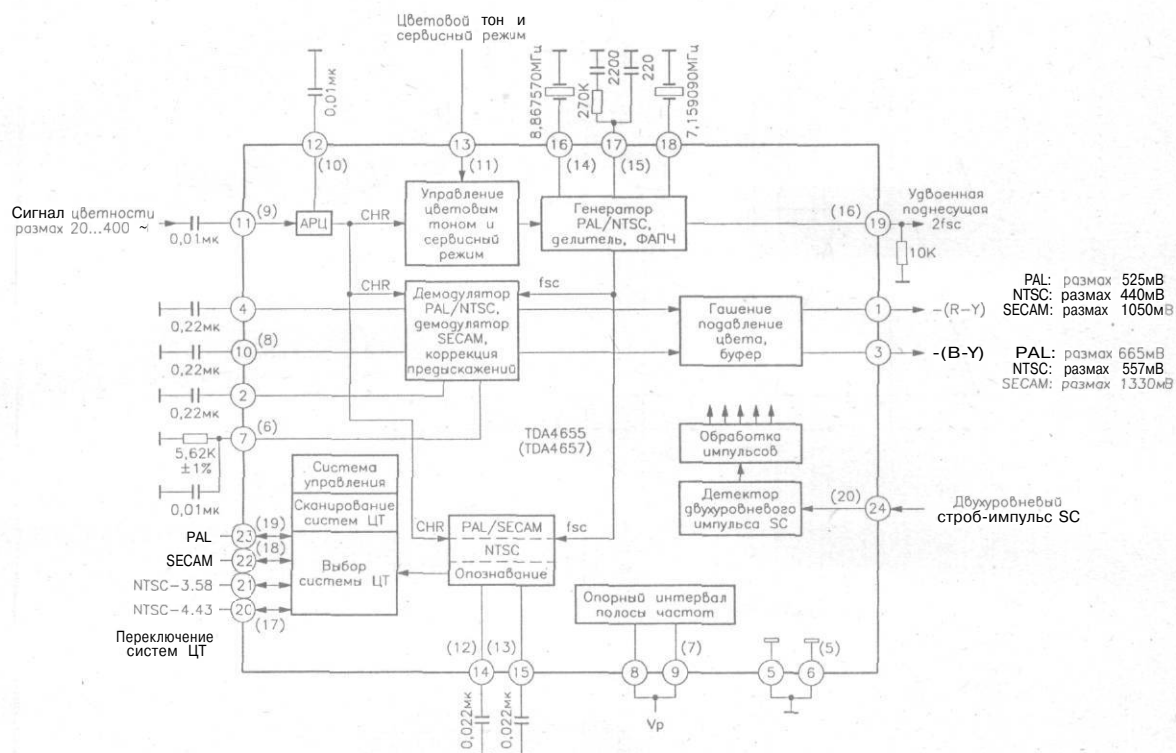 Цветовой тон и
сервисный режим
0,01мк
8,867570МГц
270К
2200
220
7,159090МГц
12
13
16
17
18
(10)
(11)
(14)
(15)
Сигнал цветности
размах 20...400 ~
0,01мк
11
(9)
АРЦ
CHR
Управление
цветовым
тоном и
сервисный
режим
Генератор
PAL/NTSC,
делитель, ФАПЧ
(16)
19
Удвоенная
поднесущая
2fsc
10К
CHR
fsc
4
0,22мк
(8)
10
0,22мк
2
0,22мк
(6)
7
5,62К
±1%
0,01мк
Демодулятор
PAL/NTSC,
демодулятор
SECAM,
коррекция
предыскажений
Гашение
подавление
цвета,
буфер
1
-(R-Y)
3
-(B-Y)
PAL: размах 525мВ
NTSC: размах 440мВ
SECAM: размах 1050мВ
PAL: размах 665мВ
NTSC: размах 557мВ
SECAM: размах 1330мВ
TDA4655
(TDA4657)
Обработка
импульсов
Детектор
двухуровневого
импульса SC
(20)
24
Двухуровневый
строб-импульс SC
Система
управления
Сканирование
систем ЦТ
Выбор
системы ЦТ
PAL
23
(19)
SECAM
22
(18)
NTSC-3.58
21
NTSC-4.43
20
(17)
Переключение
систем ЦТ
CHR
fsc
PAL/SECAM
NTSC
Опознавание
Опорный интервал
полосы частот
(12)
(13)
(7)
(5)
14
15
8
9
5
6
0,022мк
0,022мк
Vp